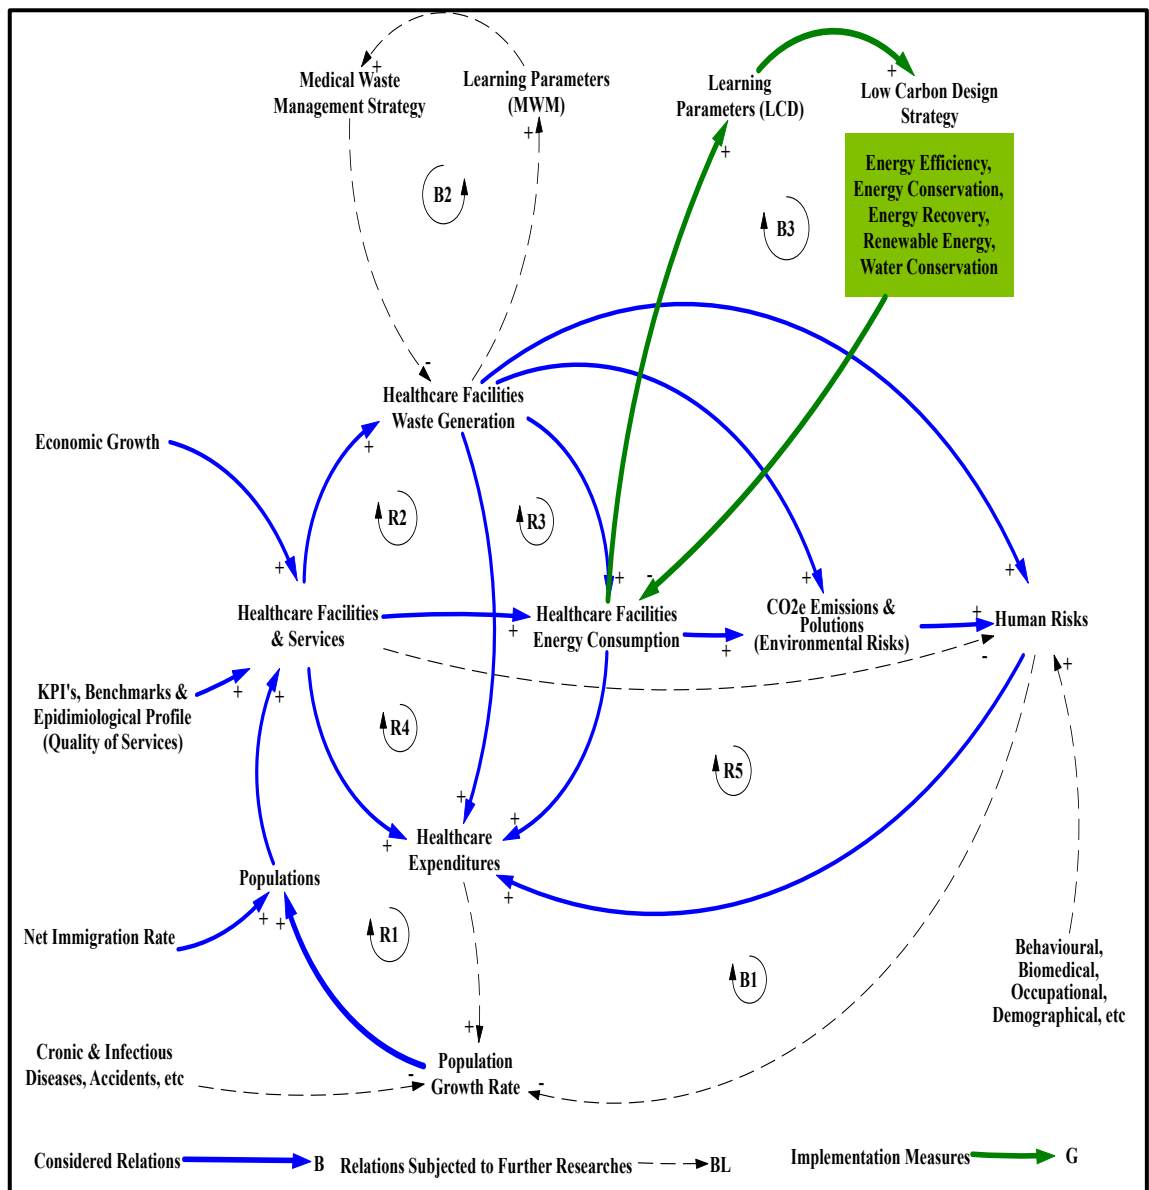 Medical Waste
Management Strategy
+
Learning Parameters
(MWM)
+
Learning
Parameters (LCD)
+
+
Low Carbon Design
Strategy
Energy Efficiency,
Energy Conservation,
Energy Recovery,
Renewable Energy,
Water Conservation
B2
B3
-
Healthcare Facilities
Waste Generation
+
Economic Growth
R2
R3
+
+
-
+
+
Healthcare Facilities
& Services
+
Healthcare Facilities
Energy Consumption
+
CO2e Emissions &
Polutions
(Environmental Risks)
+
Human Risks
-
+
KPI's, Benchmarks &
Epidimiological Profile
(Quality of Services)
+
+
R4
R5
+
+
+
Healthcare
Expenditures
+
Populations
+
+
Net Immigration Rate
R1
B1
Behavioural,
Biomedical,
Occupational,
Demographical, etc
+
Cronic & Infectious
Diseases, Accidents, etc
-
Population
Growth Rate
-
Considered Relations
B
Relations Subjected to Further Researches
BL
Implementation Measures
G